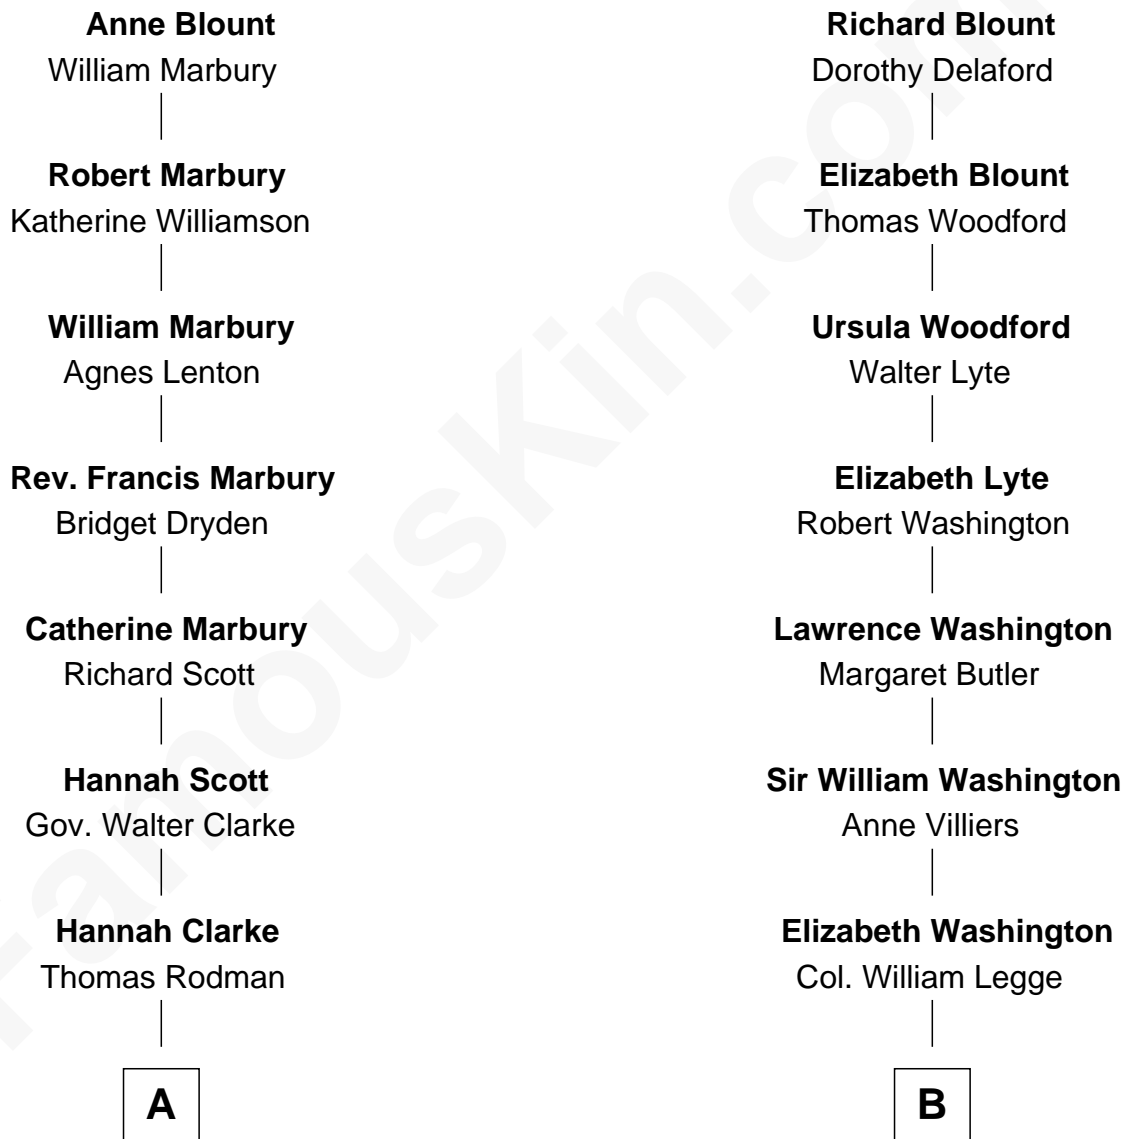 Anne Blount
William Marbury
Robert Marbury
Katherine Williamson
William Marbury
Agnes Lenton
Rev. Francis Marbury
Bridget Dryden
Catherine Marbury
Richard Scott
Hannah Scott
Gov. Walter Clarke
Hannah Clarke
Thomas Rodman
A
Richard Blount
Dorothy Delaford
Elizabeth Blount
Thomas Woodford
Ursula Woodford
Walter Lyte
Elizabeth Lyte
Robert Washington
Lawrence Washington
Margaret Butler
Sir William Washington
Anne Villiers
Elizabeth Washington
Col. William Legge
B
FamousKin.com